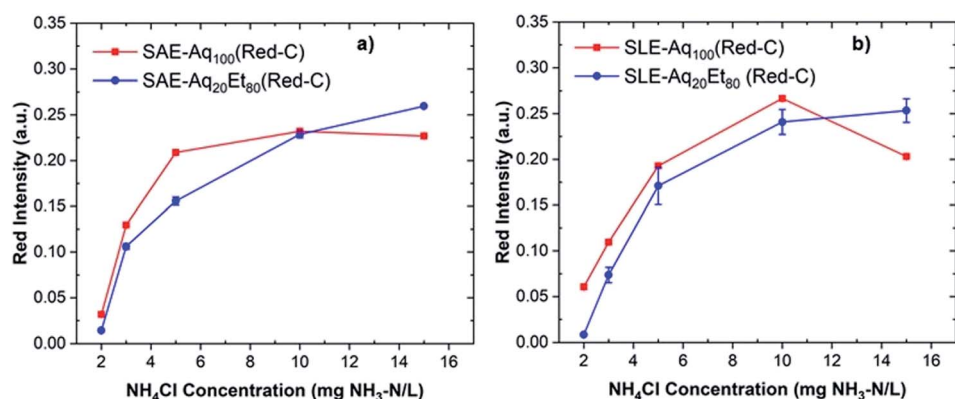 a)
SAE-Aq100(Red-C)
SAE-Aq20Et80(Red-C)
Red Intensity (a.u.)
0.35
0.30
0.25
0.20
0.15
0.10
0.05
0.00
2 4 6 8 10 12 14 16
NH4Cl Concentration (mg NH3-N/L)
b)
SLE-Aq100(Red-C)
SLE-Aq20Et80 (Red-C)
Red Intensity (a.u.)
0.35
0.30
0.25
0.20
0.15
0.10
0.05
0.00
2 4 6 8 10 12 14 16
NH4Cl Concentration (mg NH3-N/L)